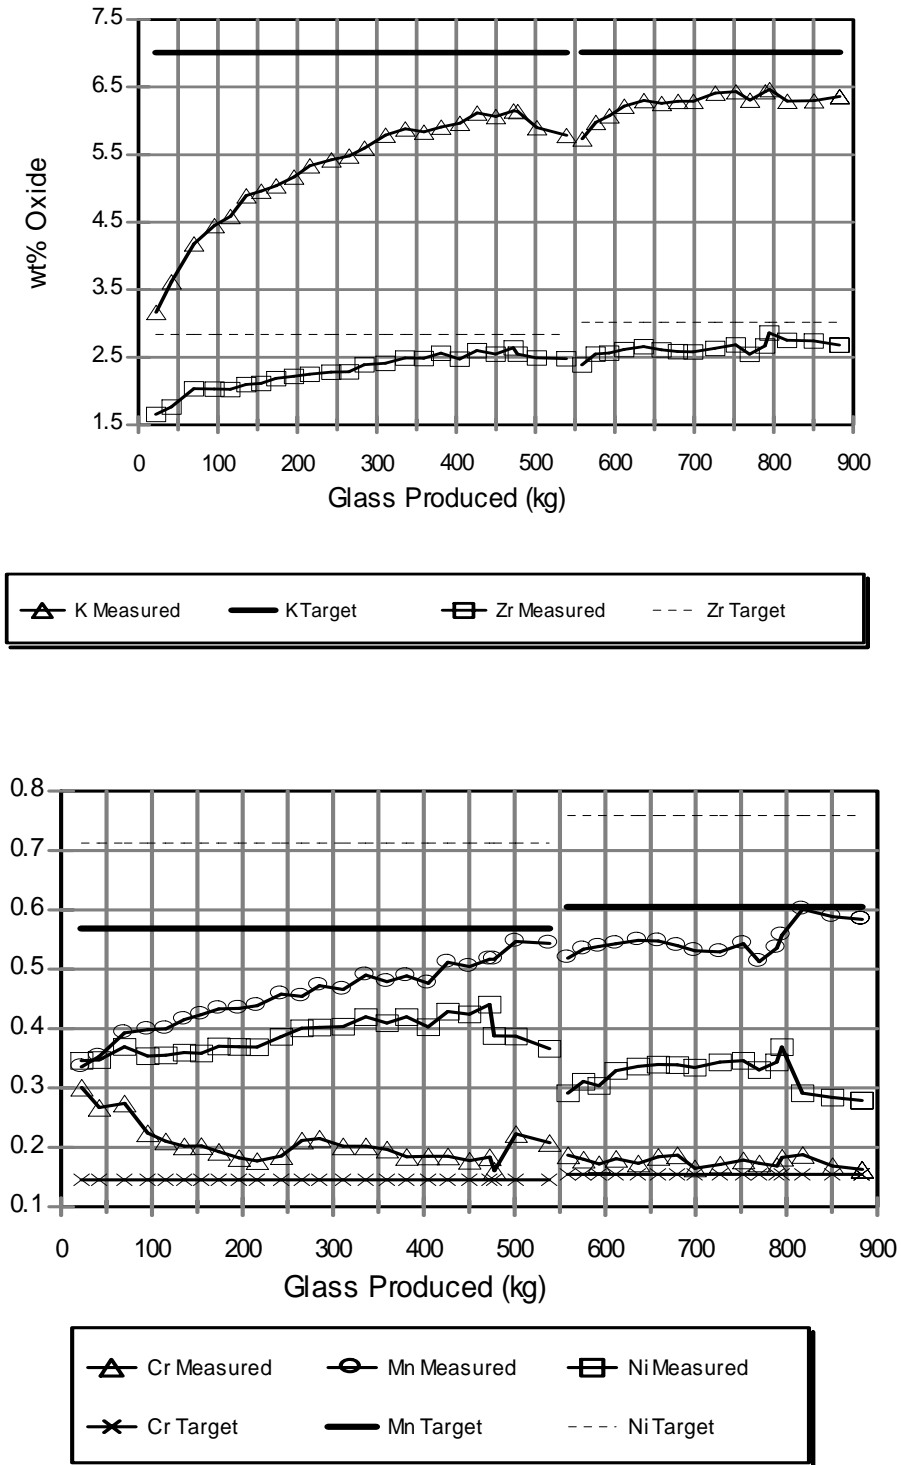 7.5
6.5
5.5
4.5
3.5
2.5
1.5
wt% Oxide
0 100 200 300 400 500 600 700 800 900
Glass Produced (kg)
K Measured K Target Zr Measured Zr Target
0.8
0.7
0.6
0.5
0.4
0.3
0.2
0.1
0 100 200 300 400 500 600 700 800 900
Glass Produced (kg)
Cr Measured Mn Measured Ni Measured
Cr Target Mn Target Ni Target